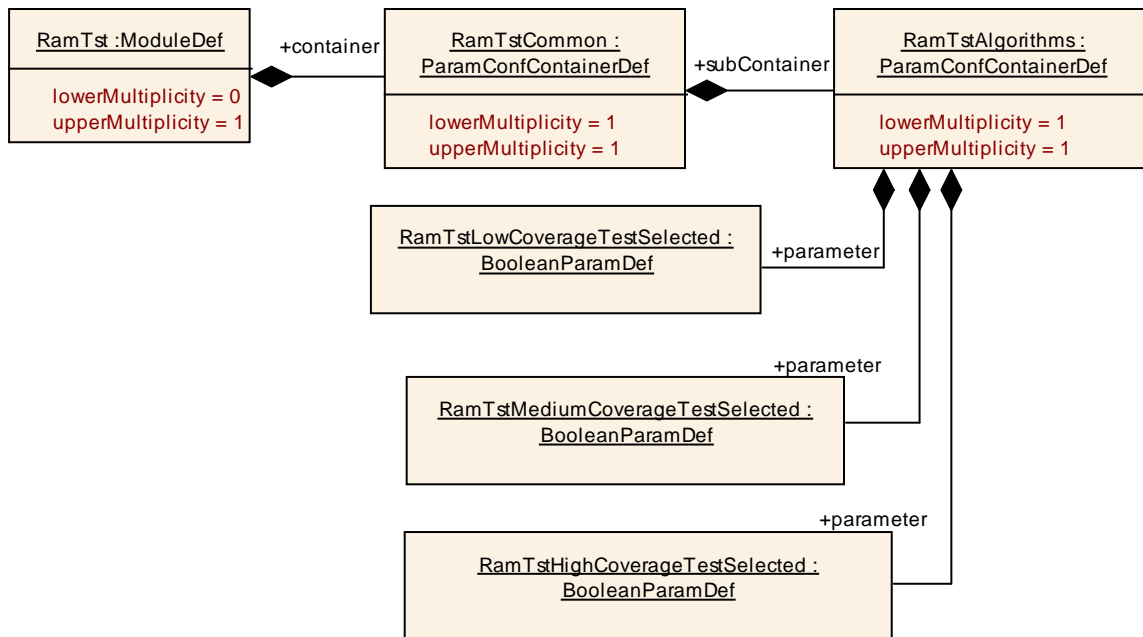 RamTst :ModuleDef
lowerMultiplicity = 0
upperMultiplicity = 1
+container
RamTstCommon :
ParamConfContainerDef
lowerMultiplicity = 1
upperMultiplicity = 1
+subContainer
RamTstAlgorithms :
ParamConfContainerDef
lowerMultiplicity = 1
upperMultiplicity = 1
RamTstLowCoverageTestSelected :
BooleanParamDef
+parameter
+parameter
RamTstMediumCoverageTestSelected :
BooleanParamDef
+parameter
RamTstHighCoverageTestSelected :
BooleanParamDef